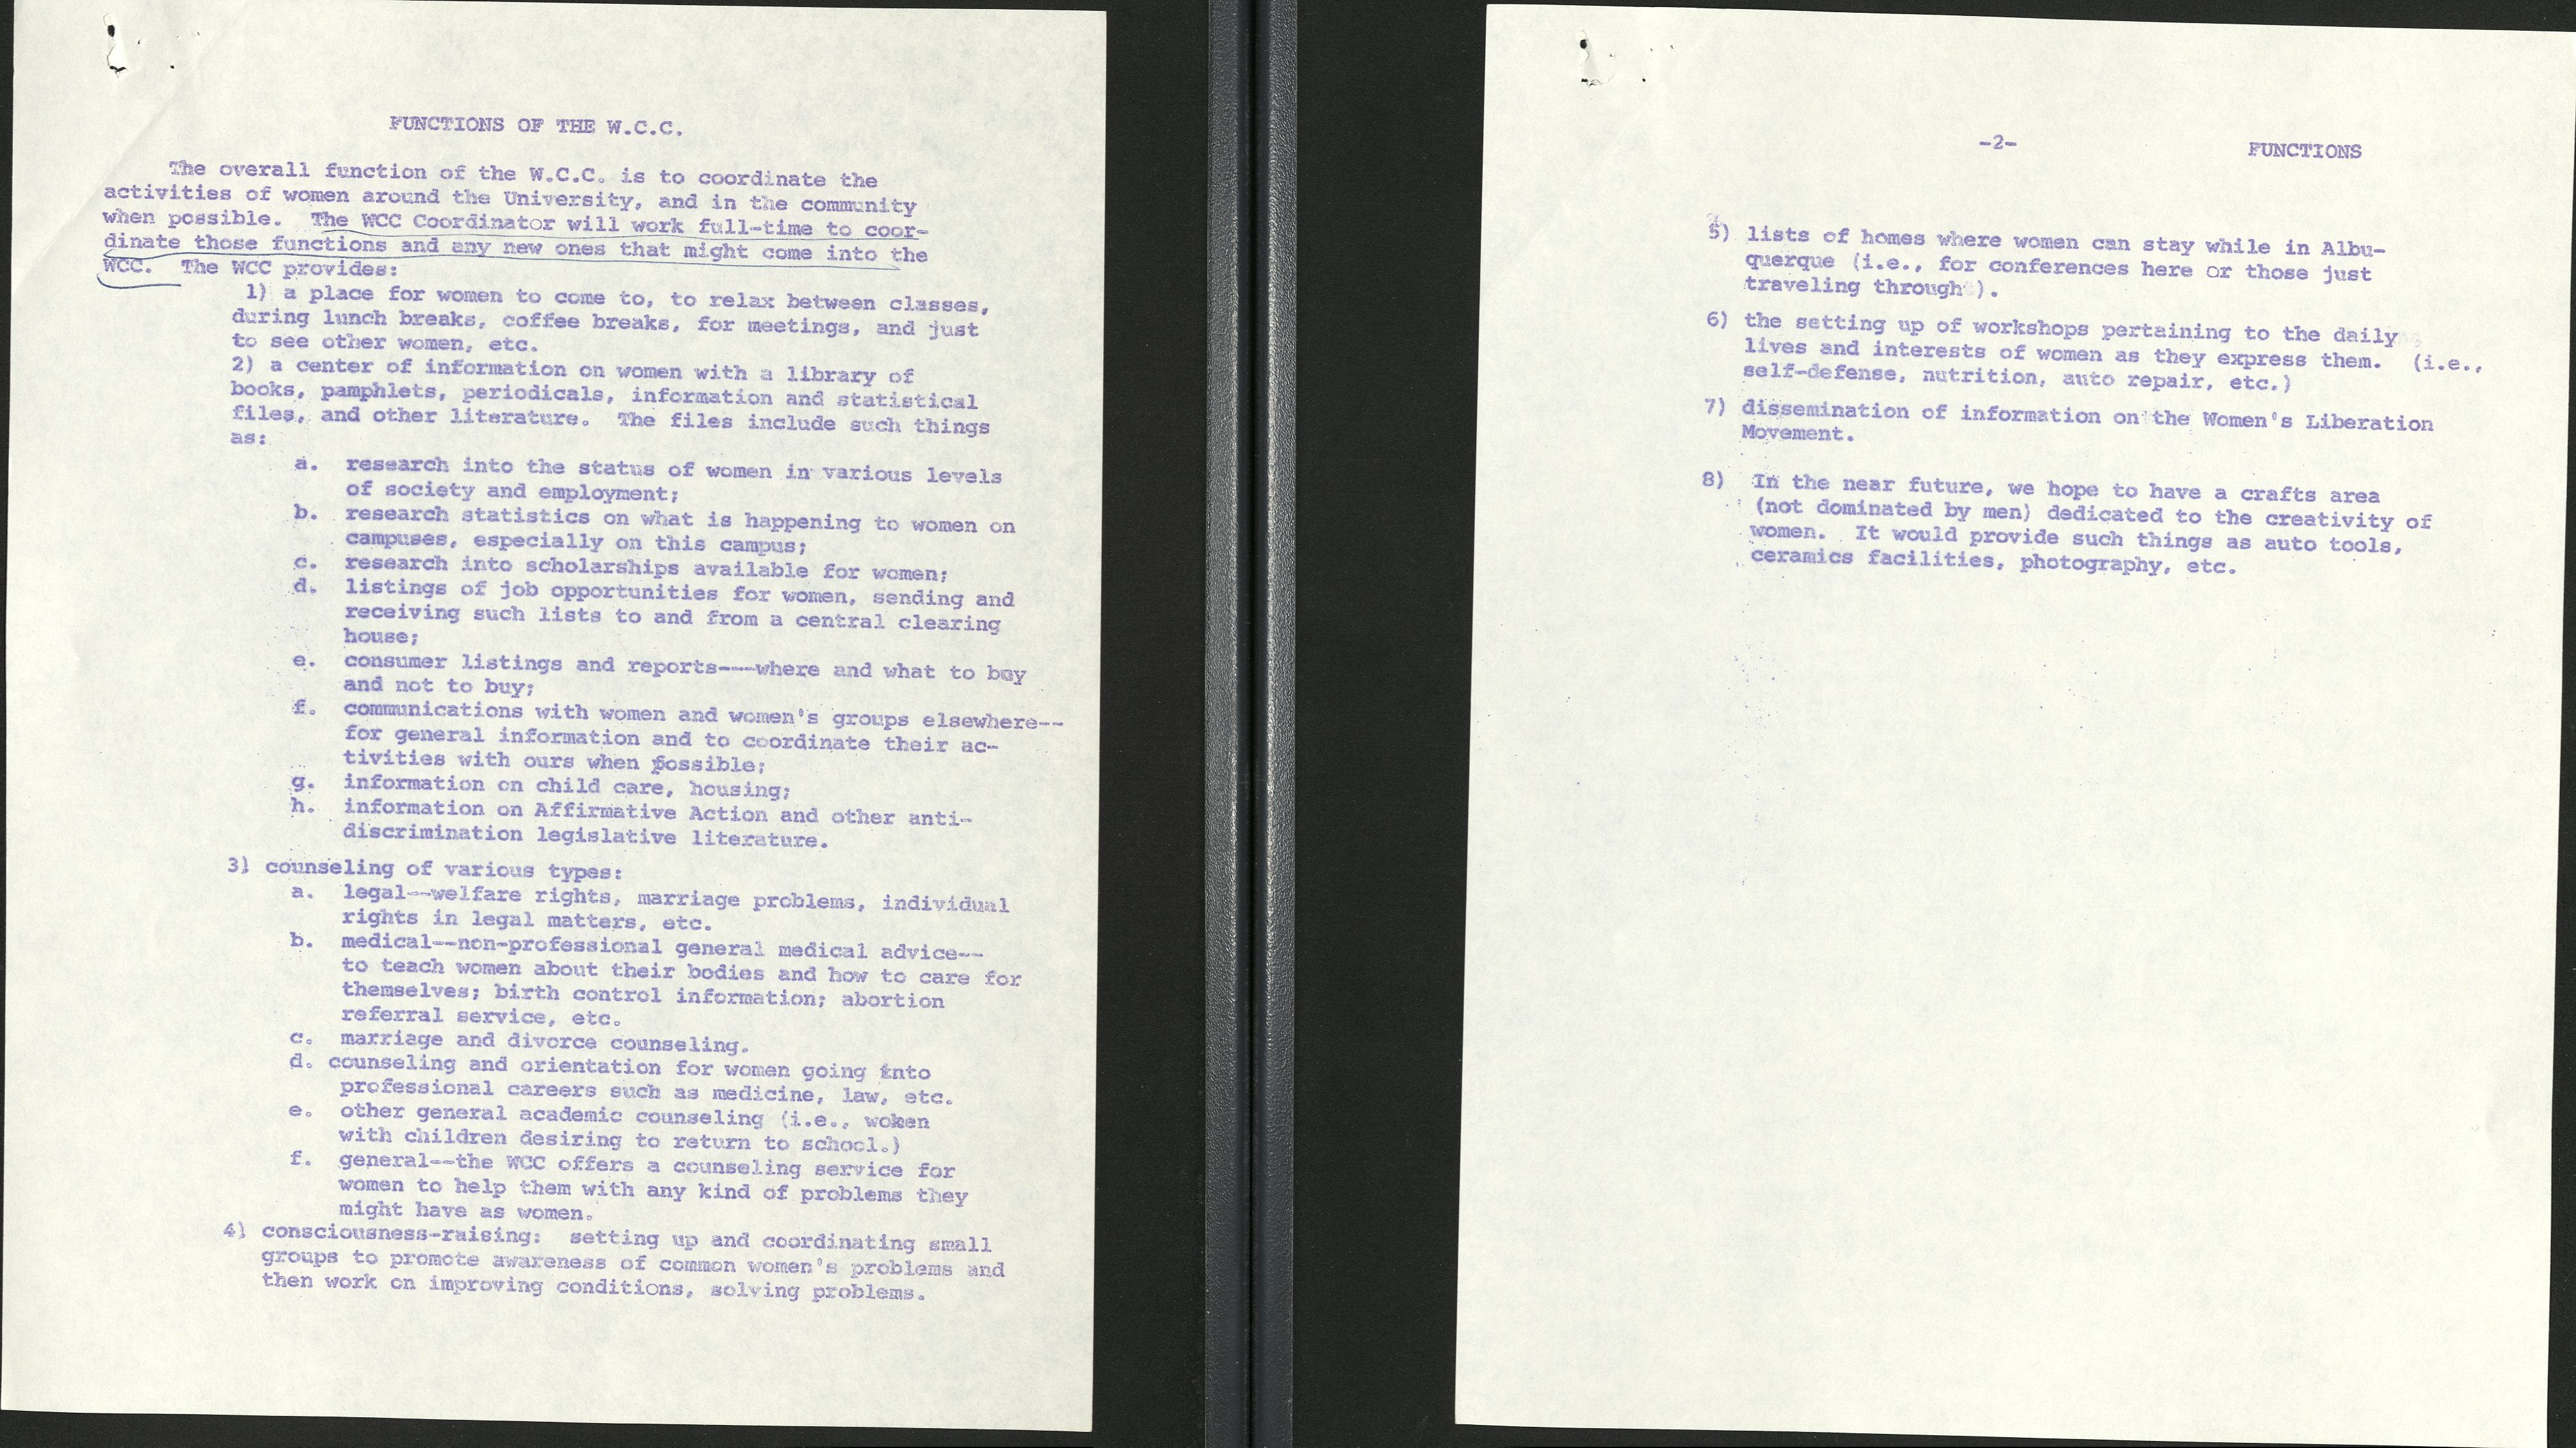 FUNCTIONS OF THE W.C.C.
The overall function of the W.C.C. is to coordinate the
activities of women around the University, and in the community
when possible. The WCC Coordinator will work full-time to coor-
dinate those functions and any new ones that might come into the
WCC. The WCC provides:
1) a place for women to come to, to relax between classes,
during lunch breaks, coffee breaks, for meetings, and just
to see other women, etc.
2) a center of information on women with a library of
books, pamphlets, periodicals, information and statistical
files, and other literature. The files include such things
as:
a. research into the status of women in various levels
of society and employment;
b. research statistics on what is happening to women on
campuses, especially on this campus;
c. research into scholarships available for women;
d. listings of job opportunities for women, sending and
receiving such lists to and from a central clearing
house;
e. consumer listings and reports---where and what to buy
and not to buy;
f. communications with women and women's groups elsewhere--
for general information and to coordinate their ac-
tivities with ours when possible;
g. information on child care, housing;
h. information on Affirmative Action and other anti-
discrimination legislative literature.
3) counseling of various types:
a. legal--welfare rights, marriage problems, individual
rights in legal matters, etc.
b. medical--non-professional general medical advice--
to teach women about their bodies and how to care for
themselves; birth control information; abortion
referral service, etc.
c. marriage and divorce counseling.
d. counseling and orientation for women going into
professional careers such as medicine, law, etc.
e. other general academic counseling (i.e., women
with children desiring to return to school.)
f. general--the WCC offers a counseling service for
women to help them with any kind of problems they
might have as women.
4) consciousness-raising: setting up and coordinating small
groups to promote awareness of common women's problems and
then work on improving conditions, solving problems.
-2- FUNCTIONS
5) lists of homes where women can stay while in Albu-
querque (i.e., for conferences here or those just
traveling through).
6) the setting up of workshops pertaining to the daily
lives and interests of women as they express them. (i.e.,
self-defense, nutrition, auto repair, etc.)
7) dissemination of information on the Women's Liberation
Movement.
8) In the near future, we hope to have a crafts area
(not dominated by men) dedicated to the creativity of
women. It would provide such things as auto tools,
ceramics facilities, photography, etc.